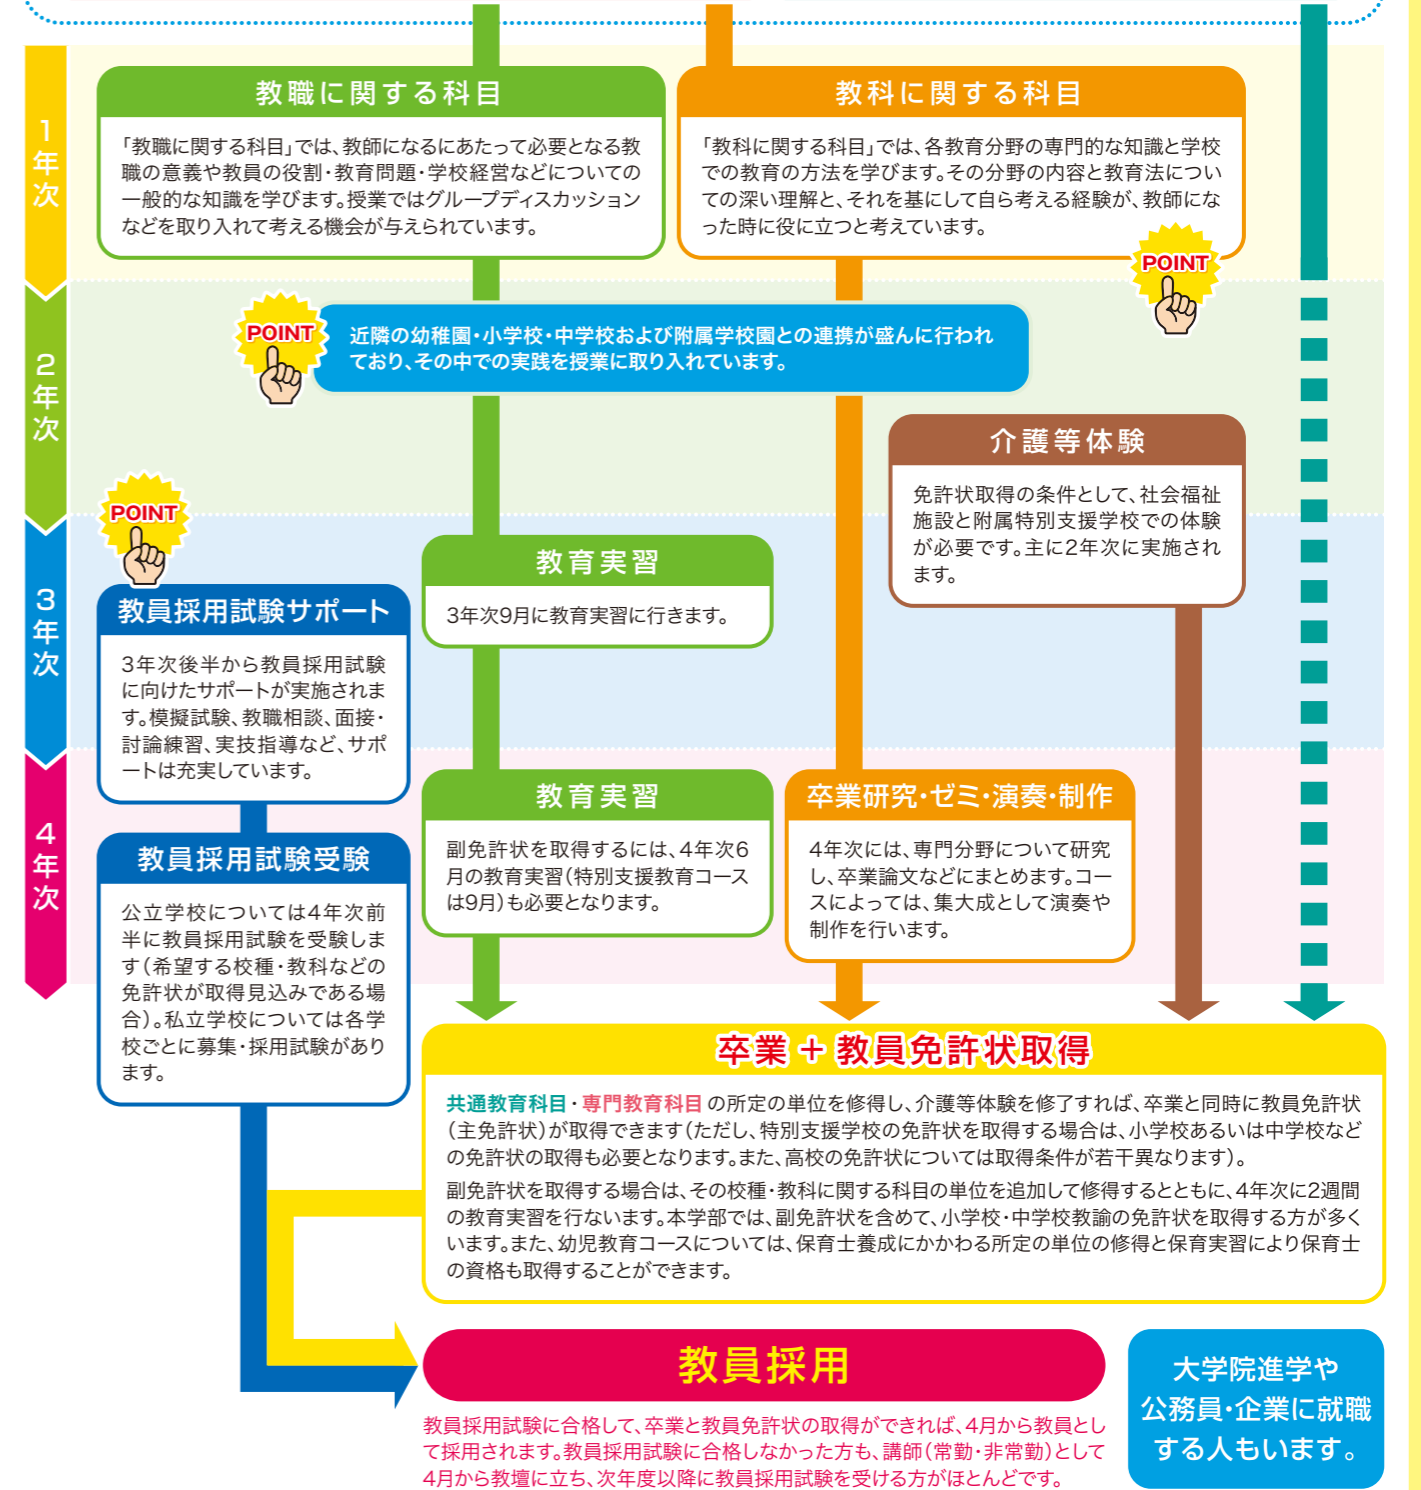 1年次
教職に関する科目
「教職に関する科目」では、教師になるにあたって必要となる教
職の意義や教員の役割・教育問題・学校経営などについての
一般的な知識を学びます。授業ではグループディスカッション
などを取り入れて考える機会が与えられています。
教科に関する科目
「教科に関する科目」では、各教育分野の専門的な知識と学校
での教育の方法を学びます。その分野の内容と教育法につい
ての深い理解と、それを基にして自ら考える経験が、教師にな
った時に役に立つと考えています。
POINT
2年次
POINT
近隣の幼稚園・小学校・中学校および附属学校園との連携が盛んに行われ
ており、その中での実践を授業に取り入れています。
介護等体験
免許状取得の条件として、社会福祉
施設と附属特別支援学校での体験
が必要です。主に2年次に実施され
ます。
3年次
POINT
教員採用試験サポート
3年次後半から教員採用試験
に向けたサポートが実施されま
す。模擬試験、教職相談、面接・
討論練習、実技指導など、サポ
ートは充実しています。
教育実習
3年次9月に教育実習に行きます。
4年次
教員採用試験受験
公立学校については4年次前
半に教員採用試験を受験しま
す（希望する校種・教科などの
免許状が取得見込みである場
合）。私立学校については各学
校ごとに募集・採用試験があり
ます。
教育実習
副免許状を取得するには、4年次6
月の教育実習（特別支援教育コース
は9月）も必要となります。
卒業研究・ゼミ・演奏・制作
4年次には、専門分野について研究
し、卒業論文などにまとめます。コー
スによっては、集大成として演奏や
制作を行います。
卒業＋教員免許状取得
共通教育科目・専門教育科目の所定の単位を修得し、介護等体験を修了すれば、卒業と同時に教員免許状
（主免許状）が取得できます（ただし、特別支援学校の免許状を取得する場合は、小学校あるいは中学校など
の免許状の取得も必要となります。また、高校の免許状については取得条件が若干異なります）。
副免許状を取得する場合は、その校種・教科に関する科目の単位を追加して修得するとともに、4年次に2週間
の教育実習を行ないます。本学部では、副免許状を含めて、小学校・中学校教諭の免許状を取得する方が多く
います。また、幼児教育コースについては、保育士養成にかかわる所定の単位の修得と保育実習により保育士
の資格も取得することができます。
教員採用
教員採用試験に合格して、卒業と教員免許状の取得ができれば、4月から教員とし
て採用されます。教員採用試験に合格しなかった方も、講師（常勤・非常勤）として
4月から教壇に立ち、次年度以降に教員採用試験を受ける方がほとんどです。
大学院進学や
公務員・企業に就職
する人もいます。